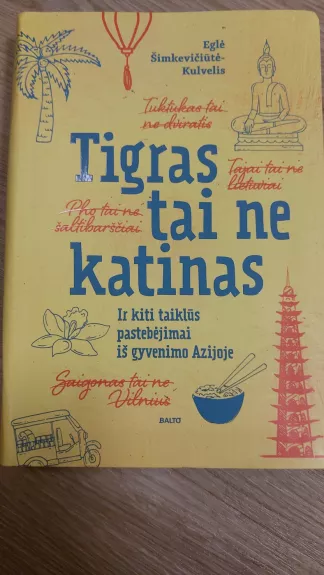 Eglė
Šimkevičiūtė-
Kulvelis
Tuktukas tai
ne dviratis
Tigras
Tajai tai ne
lietuviai
Pho tai ne
šaltibarščiai
tai ne
katinas
Ir kiti taiklūs
pastebėjimai
iš gyvenimo Azijoje
Saigonas tai ne
Vilnius
BALTO